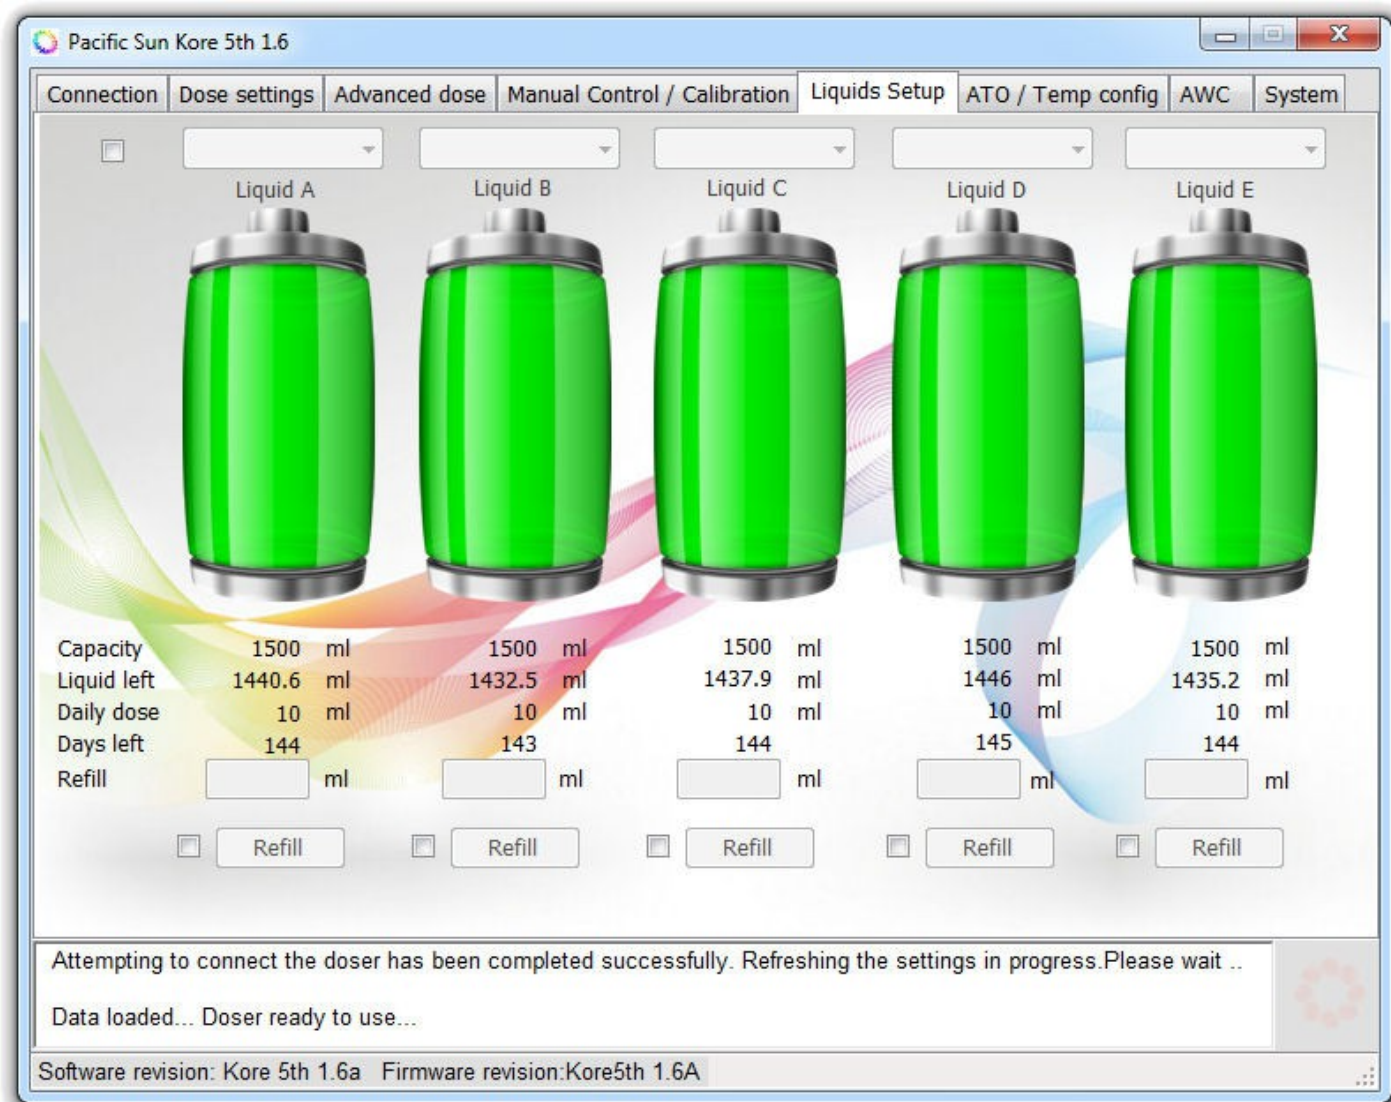 Pacific Sun Kore 5th 1.6
Connection Dose settings Advanced dose Manual Control / Calibration Liquids Setup ATO / Temp config AWC System
Liquid A Liquid B Liquid C Liquid D Liquid E
Capacity 1500 ml 1500 ml 1500 ml 1500 ml 1500 ml
Liquid left 1440.6 ml 1432.5 ml 1437.9 ml 1446 ml 1435.2 ml
Daily dose 10 ml 10 ml 10 ml 10 ml 10 ml
Days left 144 143 144 145 144
Refill ml ml ml ml ml
Refill Refill Refill Refill Refill
Attempting to connect the doser has been completed successfully. Refreshing the settings in progress.Please wait ..
Data loaded... Doser ready to use...
Software revision: Kore 5th 1.6a Firmware revision:Kore5th 1.6A